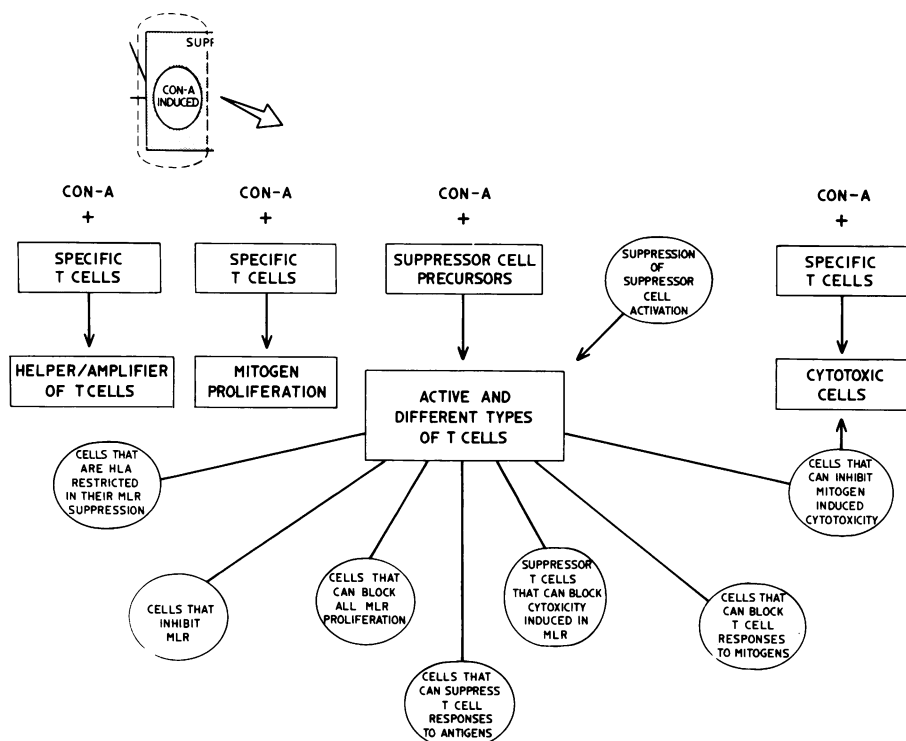 SUPP
CON-A
INDUCED
CON-A
+
CON-A
+
CON-A
+
CON-A
+
SPECIFIC
T CELLS
SPECIFIC
T CELLS
SUPPRESSOR CELL
PRECURSORS
SUPPRESSION
OF
SUPPRESSOR
CELL
ACTIVATION
SPECIFIC
T CELLS
HELPER/AMPLIFIER
OF T CELLS
MITOGEN
PROLIFERATION
ACTIVE AND
DIFFERENT TYPES
OF T CELLS
CYTOTOXIC
CELLS
CELLS THAT
ARE HLA
RESTRICTED
IN THEIR MLR
SUPPRESSION
CELLS THAT
CAN INHIBIT
MITOGEN
INDUCED
CYTOTOXICITY
CELLS THAT
INHIBIT
MLR
CELLS THAT
CAN BLOCK
ALL MLR
PROLIFERATION
SUPPRESSOR
T CELLS
THAT CAN BLOCK
CYTOTOXICITY
INDUCED IN
MLR
CELLS THAT
CAN BLOCK
T CELL
RESPONSES
TO MITOGENS
CELLS THAT
CAN SUPPRESS
T CELL
RESPONSES
TO ANTIGENS